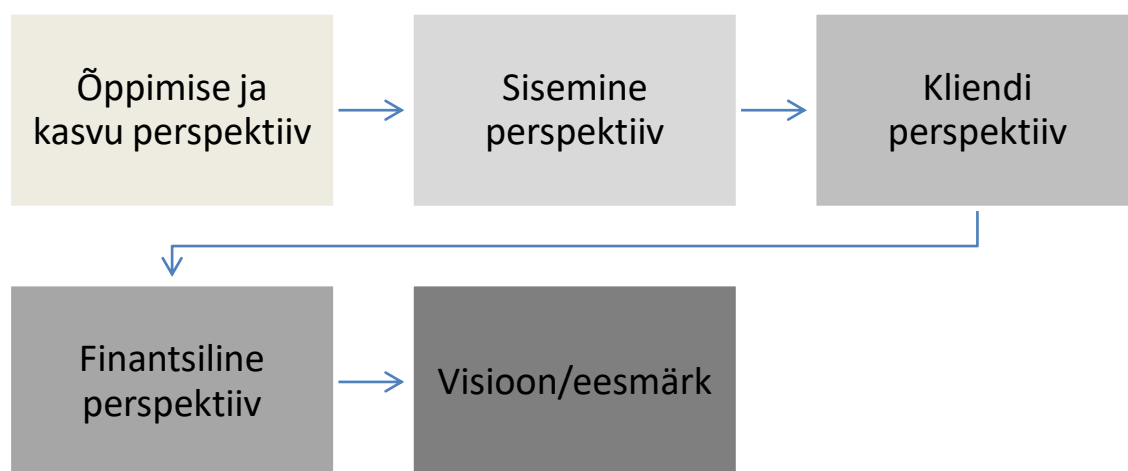 Õppimise ja
kasvu perspektiiv
Sisemine
perspektiiv
Kliendi
perspektiiv
Finantsiline
perspektiiv
Visioon/eesmärk